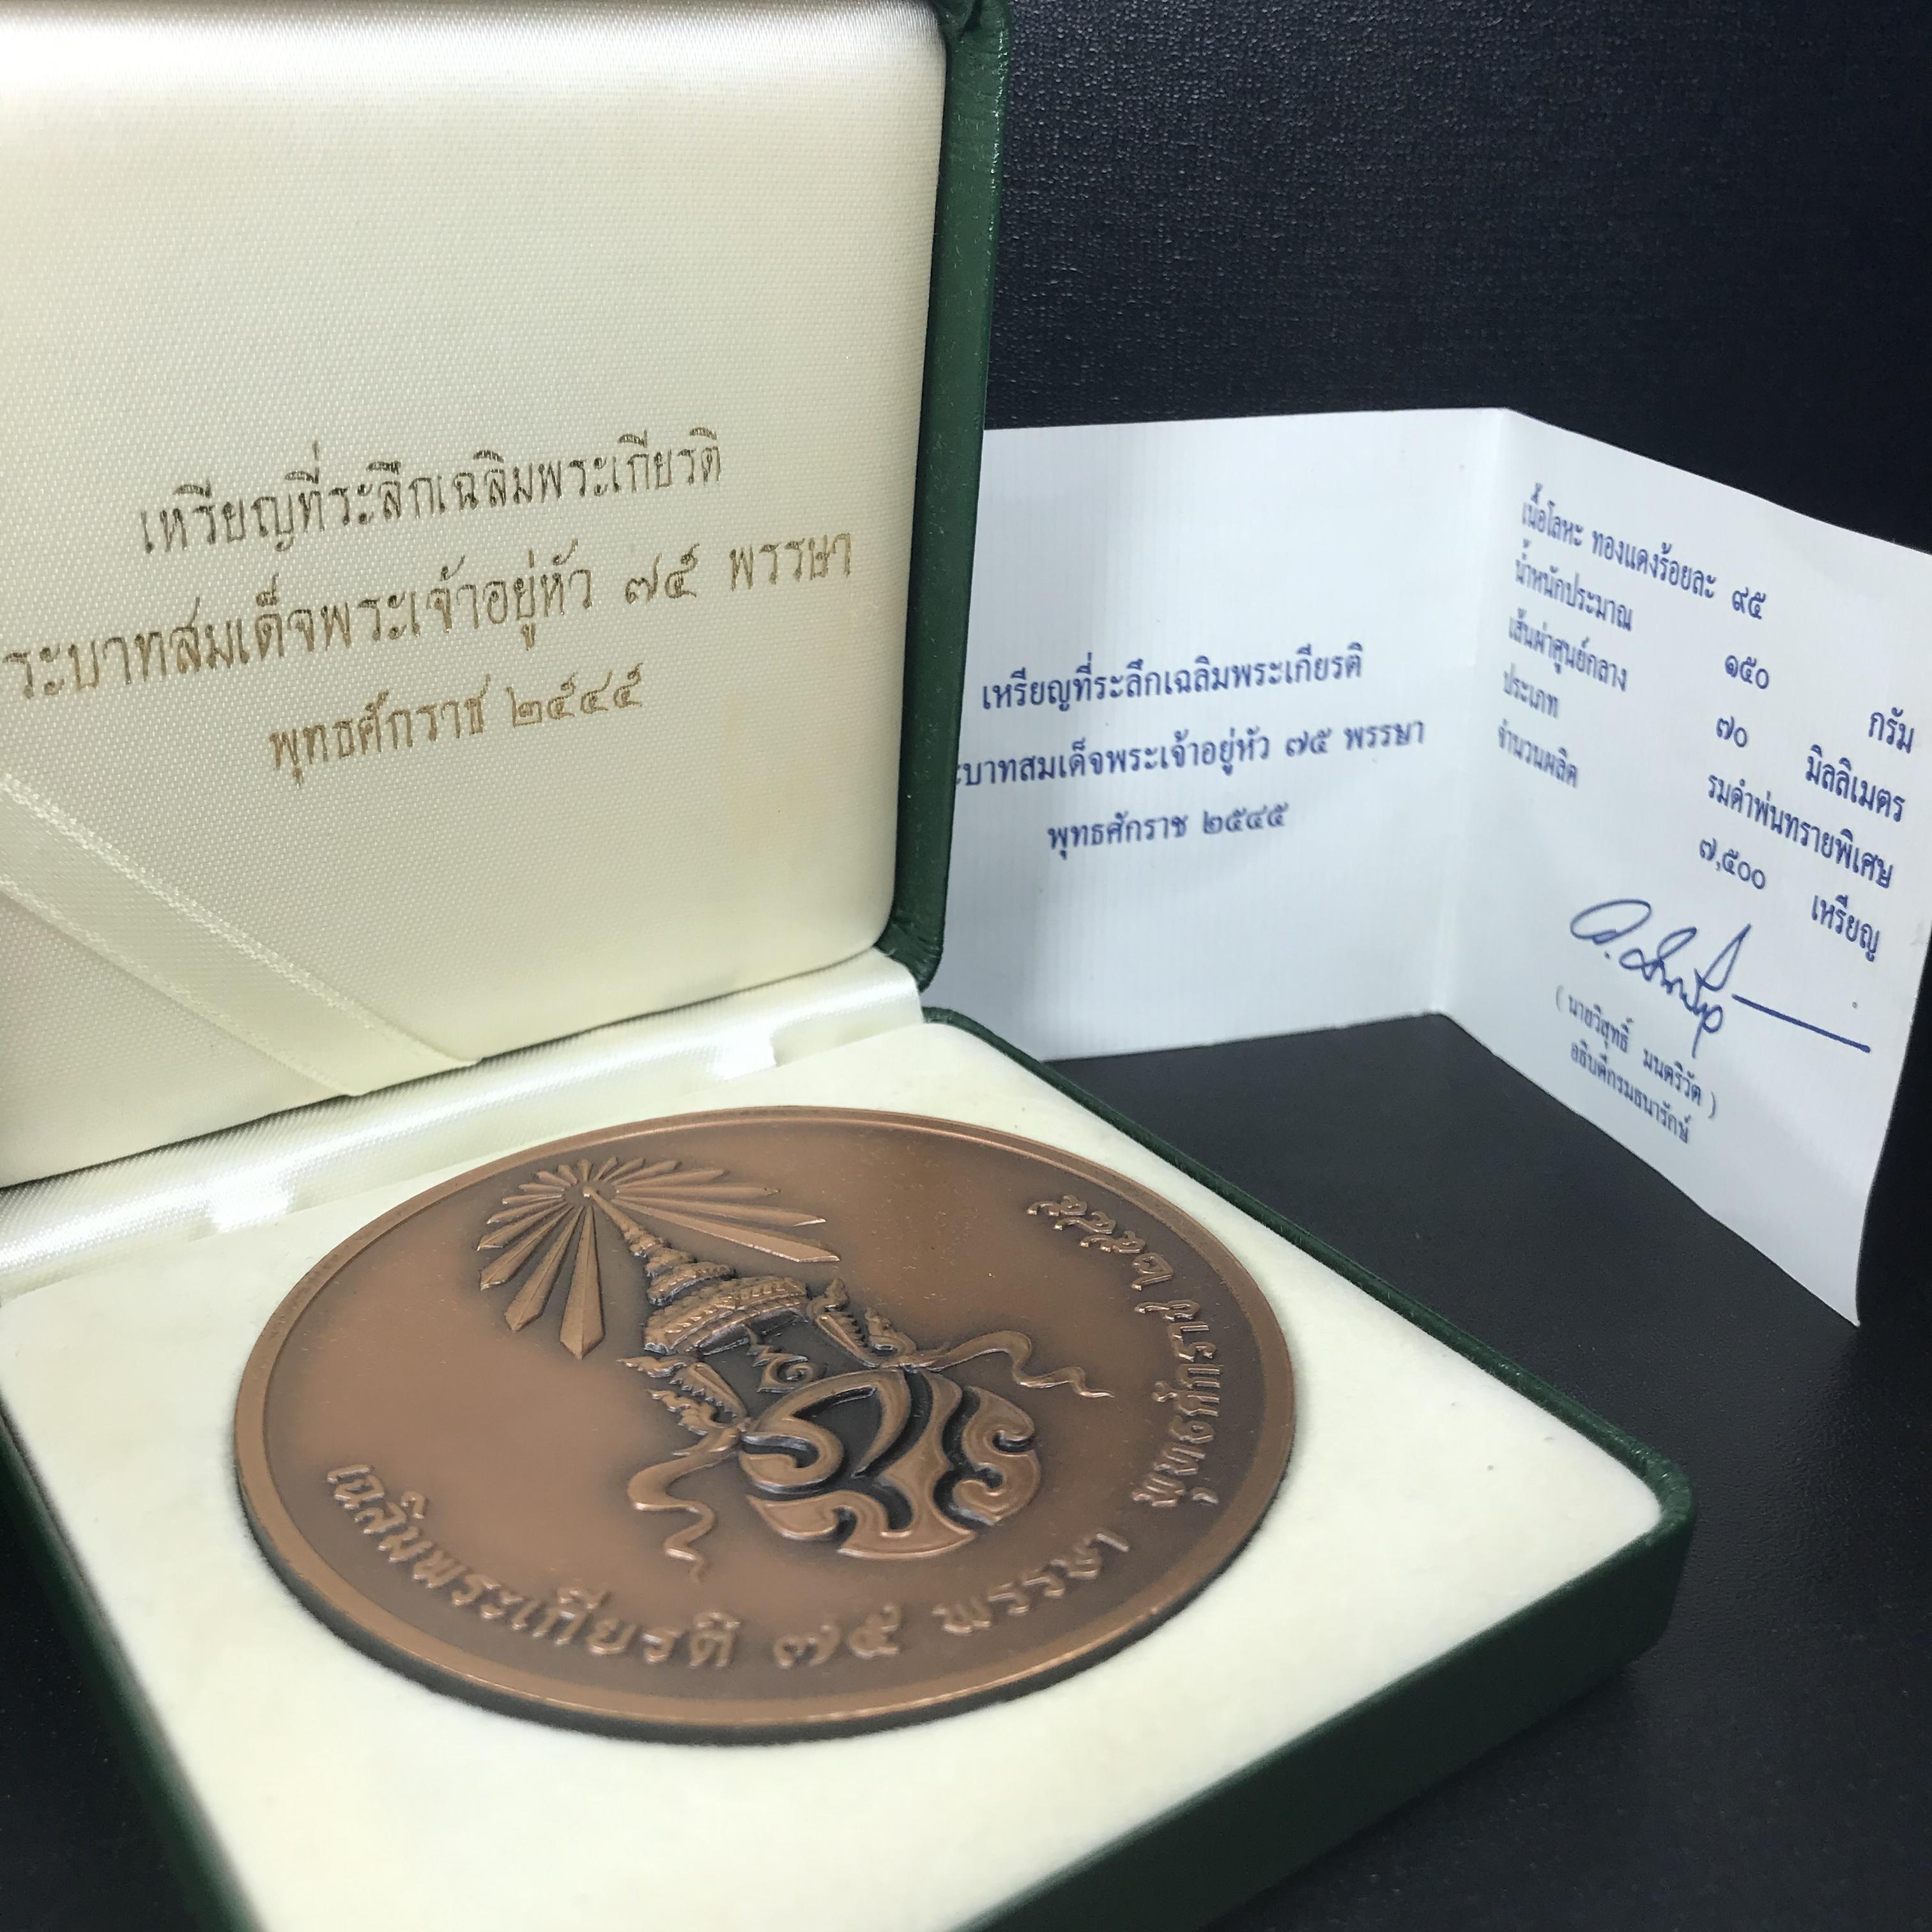 เหรียญที่ระลึกเฉลิมพระเกียรติ
ระบาทสมเด็จพระเจ้าอยู่หัว ๗๕ พรรษา
พุทธศักราช ๒๕๔๕
เหรียญที่ระลึกเฉลิมพระเกียรติ
ะบาทสมเด็จพระเจ้าอยู่หัว ๗๕ พรรษา
พุทธศักราช ๒๕๔๕
เนื้อโลหะ ทองแดงร้อยละ ๙๕
น้ำหนักประมาณ ๑๕๐ กรัม
เส้นผ่าศูนย์กลาง ๗๐ มิลลิเมตร
ประเภท รมดำพ่นทรายพิเศษ
จำนวนผลิต ๗,๕๐๐ เหรียญ
( นายวิสุทธิ์ มนตริวัต )
อธิบดีกรมธนารักษ์
เฉลิมพระเกียรติ ๗๕ พรรษา พุทธศักราช ๒๕๔๕